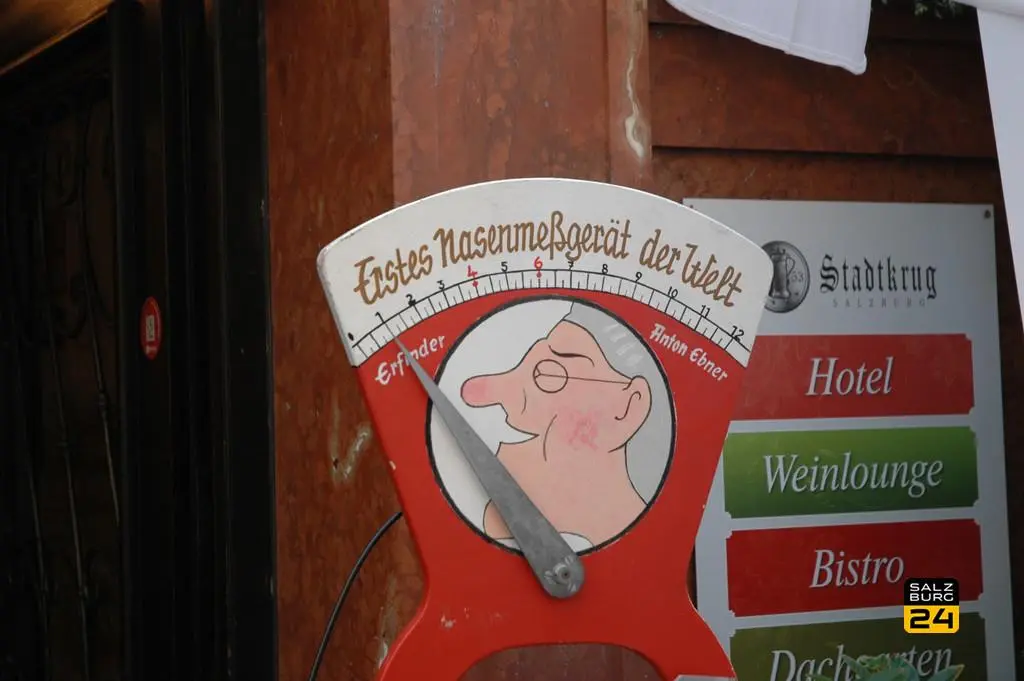 Erstes Nasenmeßgerät der Welt
2 3 4 5 6 7 8 9 10 11 12
Erfinder
Anton Ebner
Stadtkrug
SALZBURG
Hotel
Weinlounge
Bistro
Dachgarten
SALZ
BURG
24